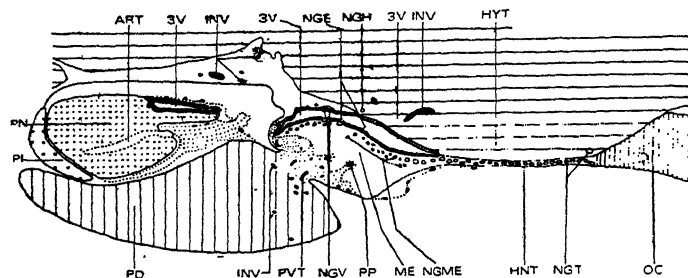 ART 3V INV 3V NGE NGH 3V INV HYT
PN
PI
PD INV PVT NGV PP ME NGME HNT NGT OC